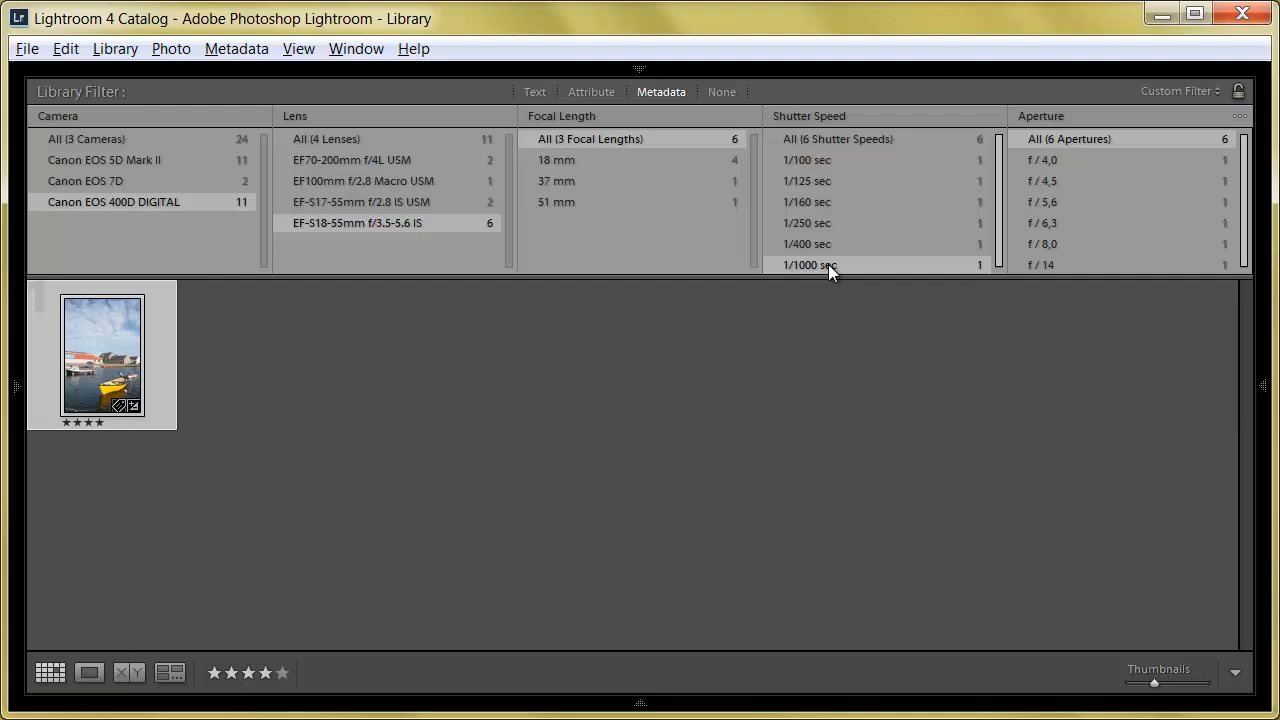 Lr Lightroom 4 Catalog - Adobe Photoshop Lightroom - Library
File Edit Library Photo Metadata View Window Help
Library Filter : Text Attribute Metadata None Custom Filter
Camera Lens Focal Length Shutter Speed Aperture
All (3 Cameras) 24 All (4 Lenses) 11 All (3 Focal Lengths) 6 All (6 Shutter Speeds) 6 All (6 Apertures) 6
Canon EOS 5D Mark II 11 EF70-200mm f/4L USM 2 18 mm 4 1/100 sec 1 f / 4,0 1
Canon EOS 7D 2 EF100mm f/2.8 Macro USM 1 37 mm 1 1/125 sec 1 f / 4,5 1
Canon EOS 400D DIGITAL 11 EF-S17-55mm f/2.8 IS USM 2 51 mm 1 1/160 sec 1 f / 5,6 1
EF-S18-55mm f/3.5-5.6 IS 6 1/250 sec 1 f / 6,3 1
1/400 sec 1 f / 8,0 1
1/1000 sec 1 f / 14 1
1
XY Thumbnails